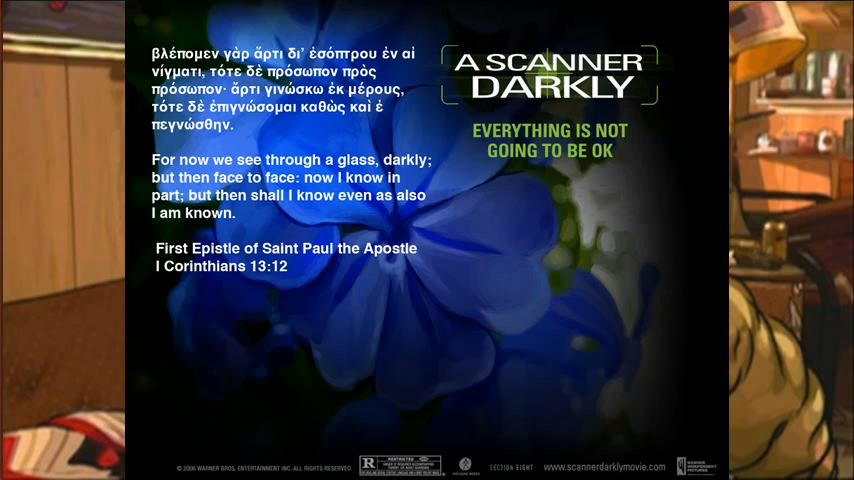 βλέπομεν γὰρ ἄρτι δι’ ἐσόπτρου ἐν αἰ
νίγματι, τότε δὲ πρόσωπον πρὸς
πρόσωπον· ἄρτι γινώσκω ἐκ μέρους,
τότε δὲ ἐπιγνώσομαι καθὼς καὶ ἐ
πεγνώσθην.
For now we see through a glass, darkly;
but then face to face: now I know in
part; but then shall I know even as also
I am known.
First Epistle of Saint Paul the Apostle
I Corinthians 13:12
A SCANNER
DARKLY
EVERYTHING IS NOT
GOING TO BE OK
© 2006 WARNER BROS. ENTERTAINMENT INC. ALL RIGHTS RESERVED.
R RESTRICTED
SECTION EIGHT
www.scannerdarklymovie.com
WARNER
INDEPENDENT
PICTURES